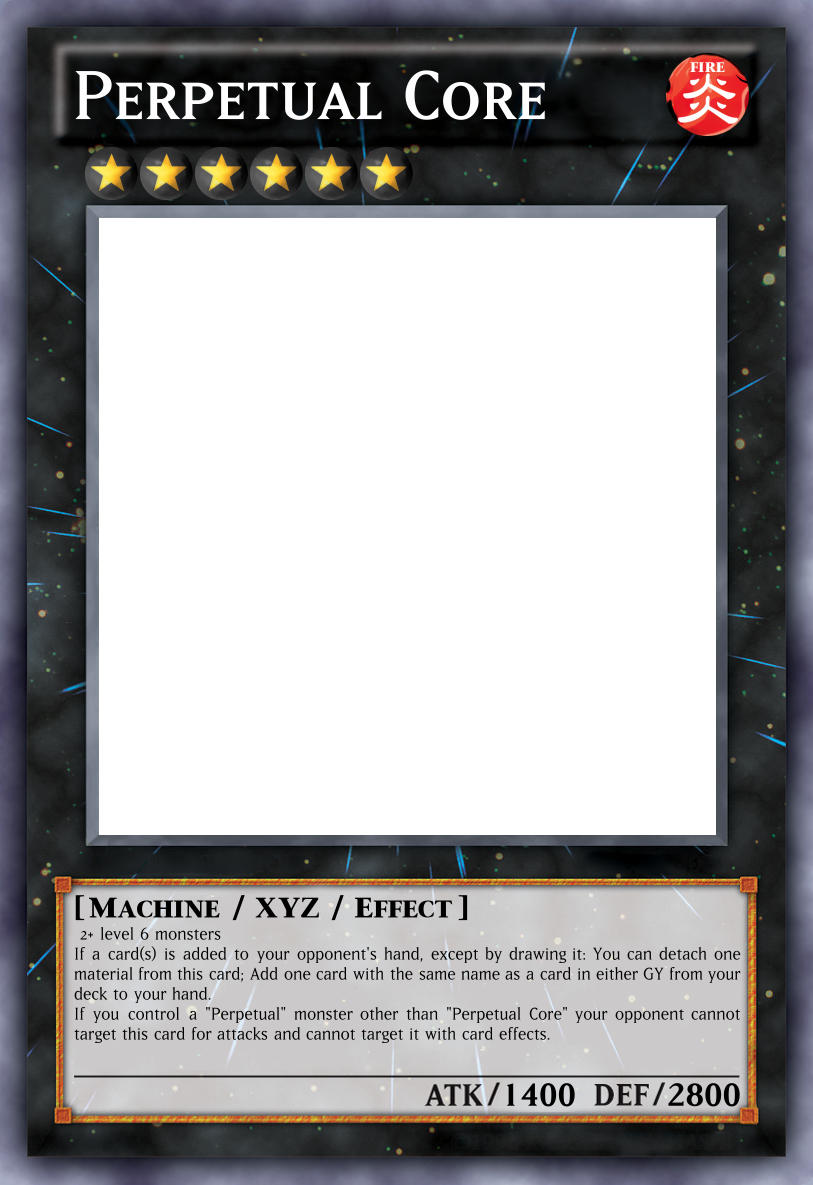 Perpetual Core
FIRE
炎
[Machine / XYZ / Effect]
2+ level 6 monsters
If a card(s) is added to your opponent's hand, except by drawing it: You can detach one
material from this card; Add one card with the same name as a card in either GY from your
deck to your hand.
If you control a "Perpetual" monster other than "Perpetual Core" your opponent cannot
target this card for attacks and cannot target it with card effects.
ATK/1400 DEF/2800